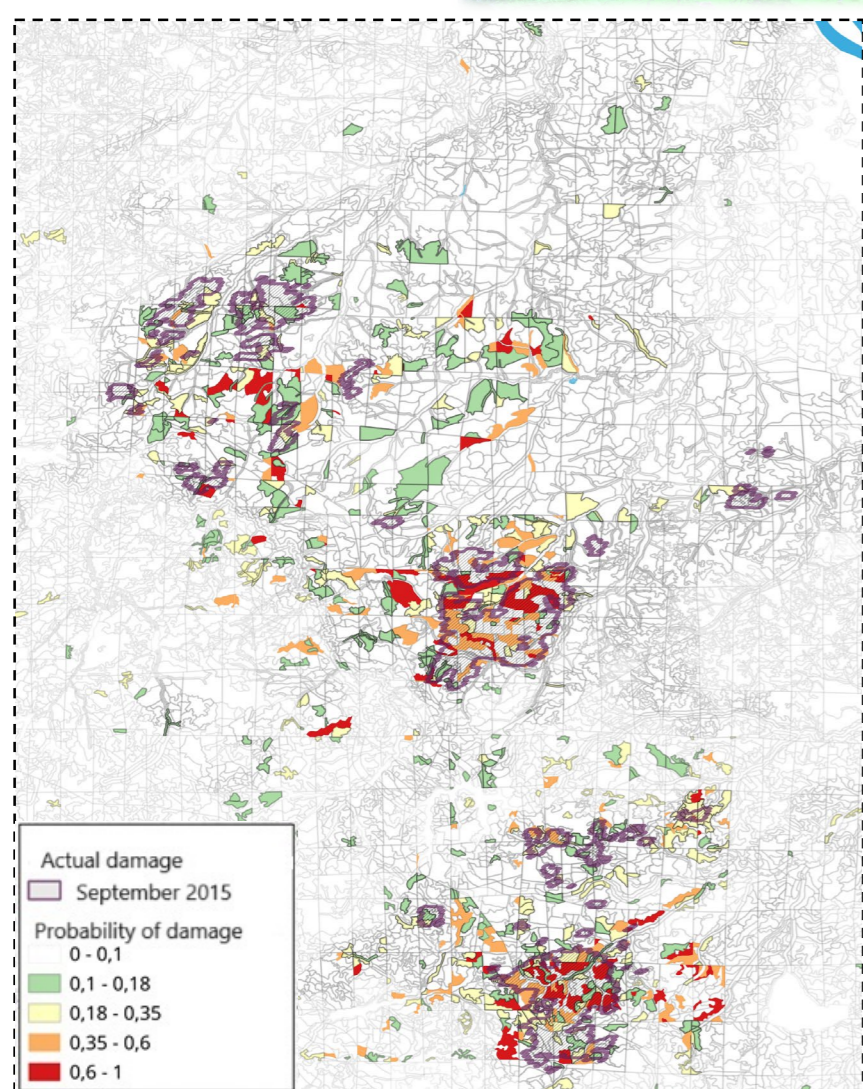 Actual damage
September 2015
Probability of damage
0 - 0,1
0,1 - 0,18
0,18 - 0,35
0,35 - 0,6
0,6 - 1